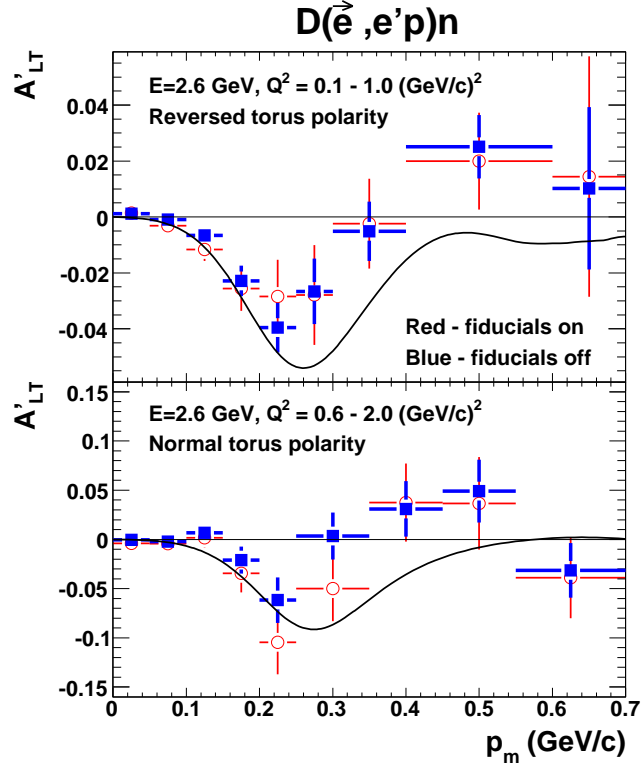 D(e⃗ ,e'p)n
A'LT
E=2.6 GeV, Q² = 0.1 - 1.0 (GeV/c)²
Reversed torus polarity
0.04
0.02
0
-0.02
-0.04
Red - fiducials on
Blue - fiducials off
A'LT
0.15
E=2.6 GeV, Q² = 0.6 - 2.0 (GeV/c)²
Normal torus polarity
0.1
0.05
0
-0.05
-0.1
-0.15
0 0.1 0.2 0.3 0.4 0.5 0.6 0.7
pm (GeV/c)